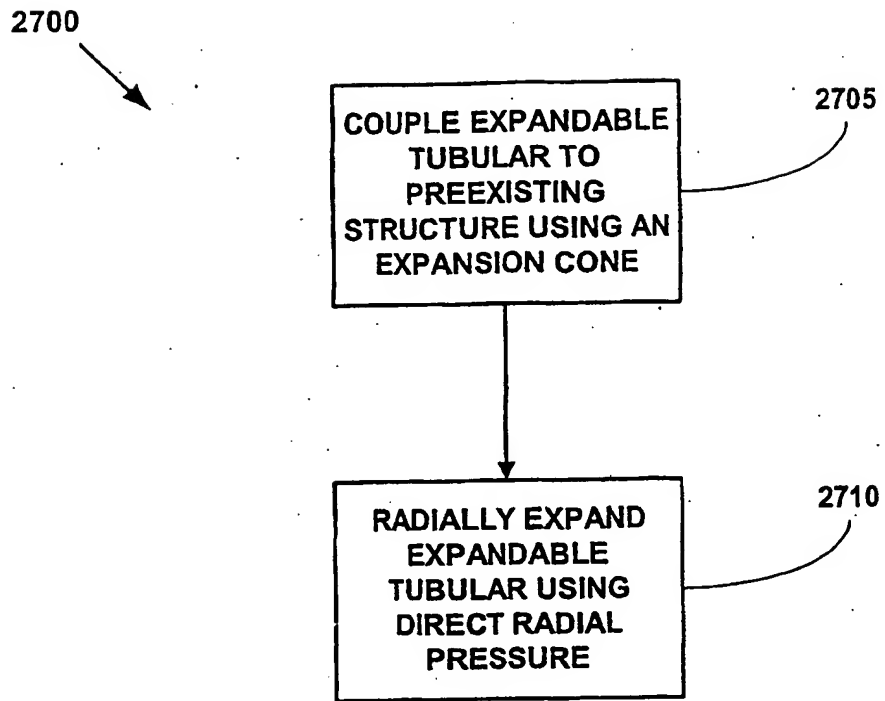 2700
COUPLE EXPANDABLE
TUBULAR TO
PREEXISTING
STRUCTURE USING AN
EXPANSION CONE
2705
RADIALLY EXPAND
EXPANDABLE
TUBULAR USING
DIRECT RADIAL
PRESSURE
2710